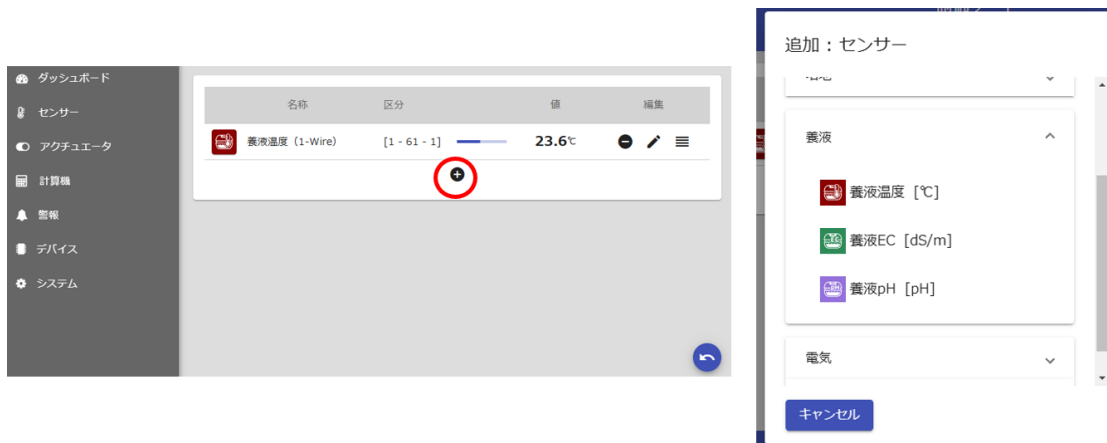 ダッシュボード
センサー
アクチュエータ
計算機
警報
デバイス
システム
名称 区分 値 編集
養液温度（1-Wire） [1 - 61 - 1] 23.6℃
追加：センサー
養液
養液温度 [℃]
養液EC [dS/m]
養液pH [pH]
電気
キャンセル